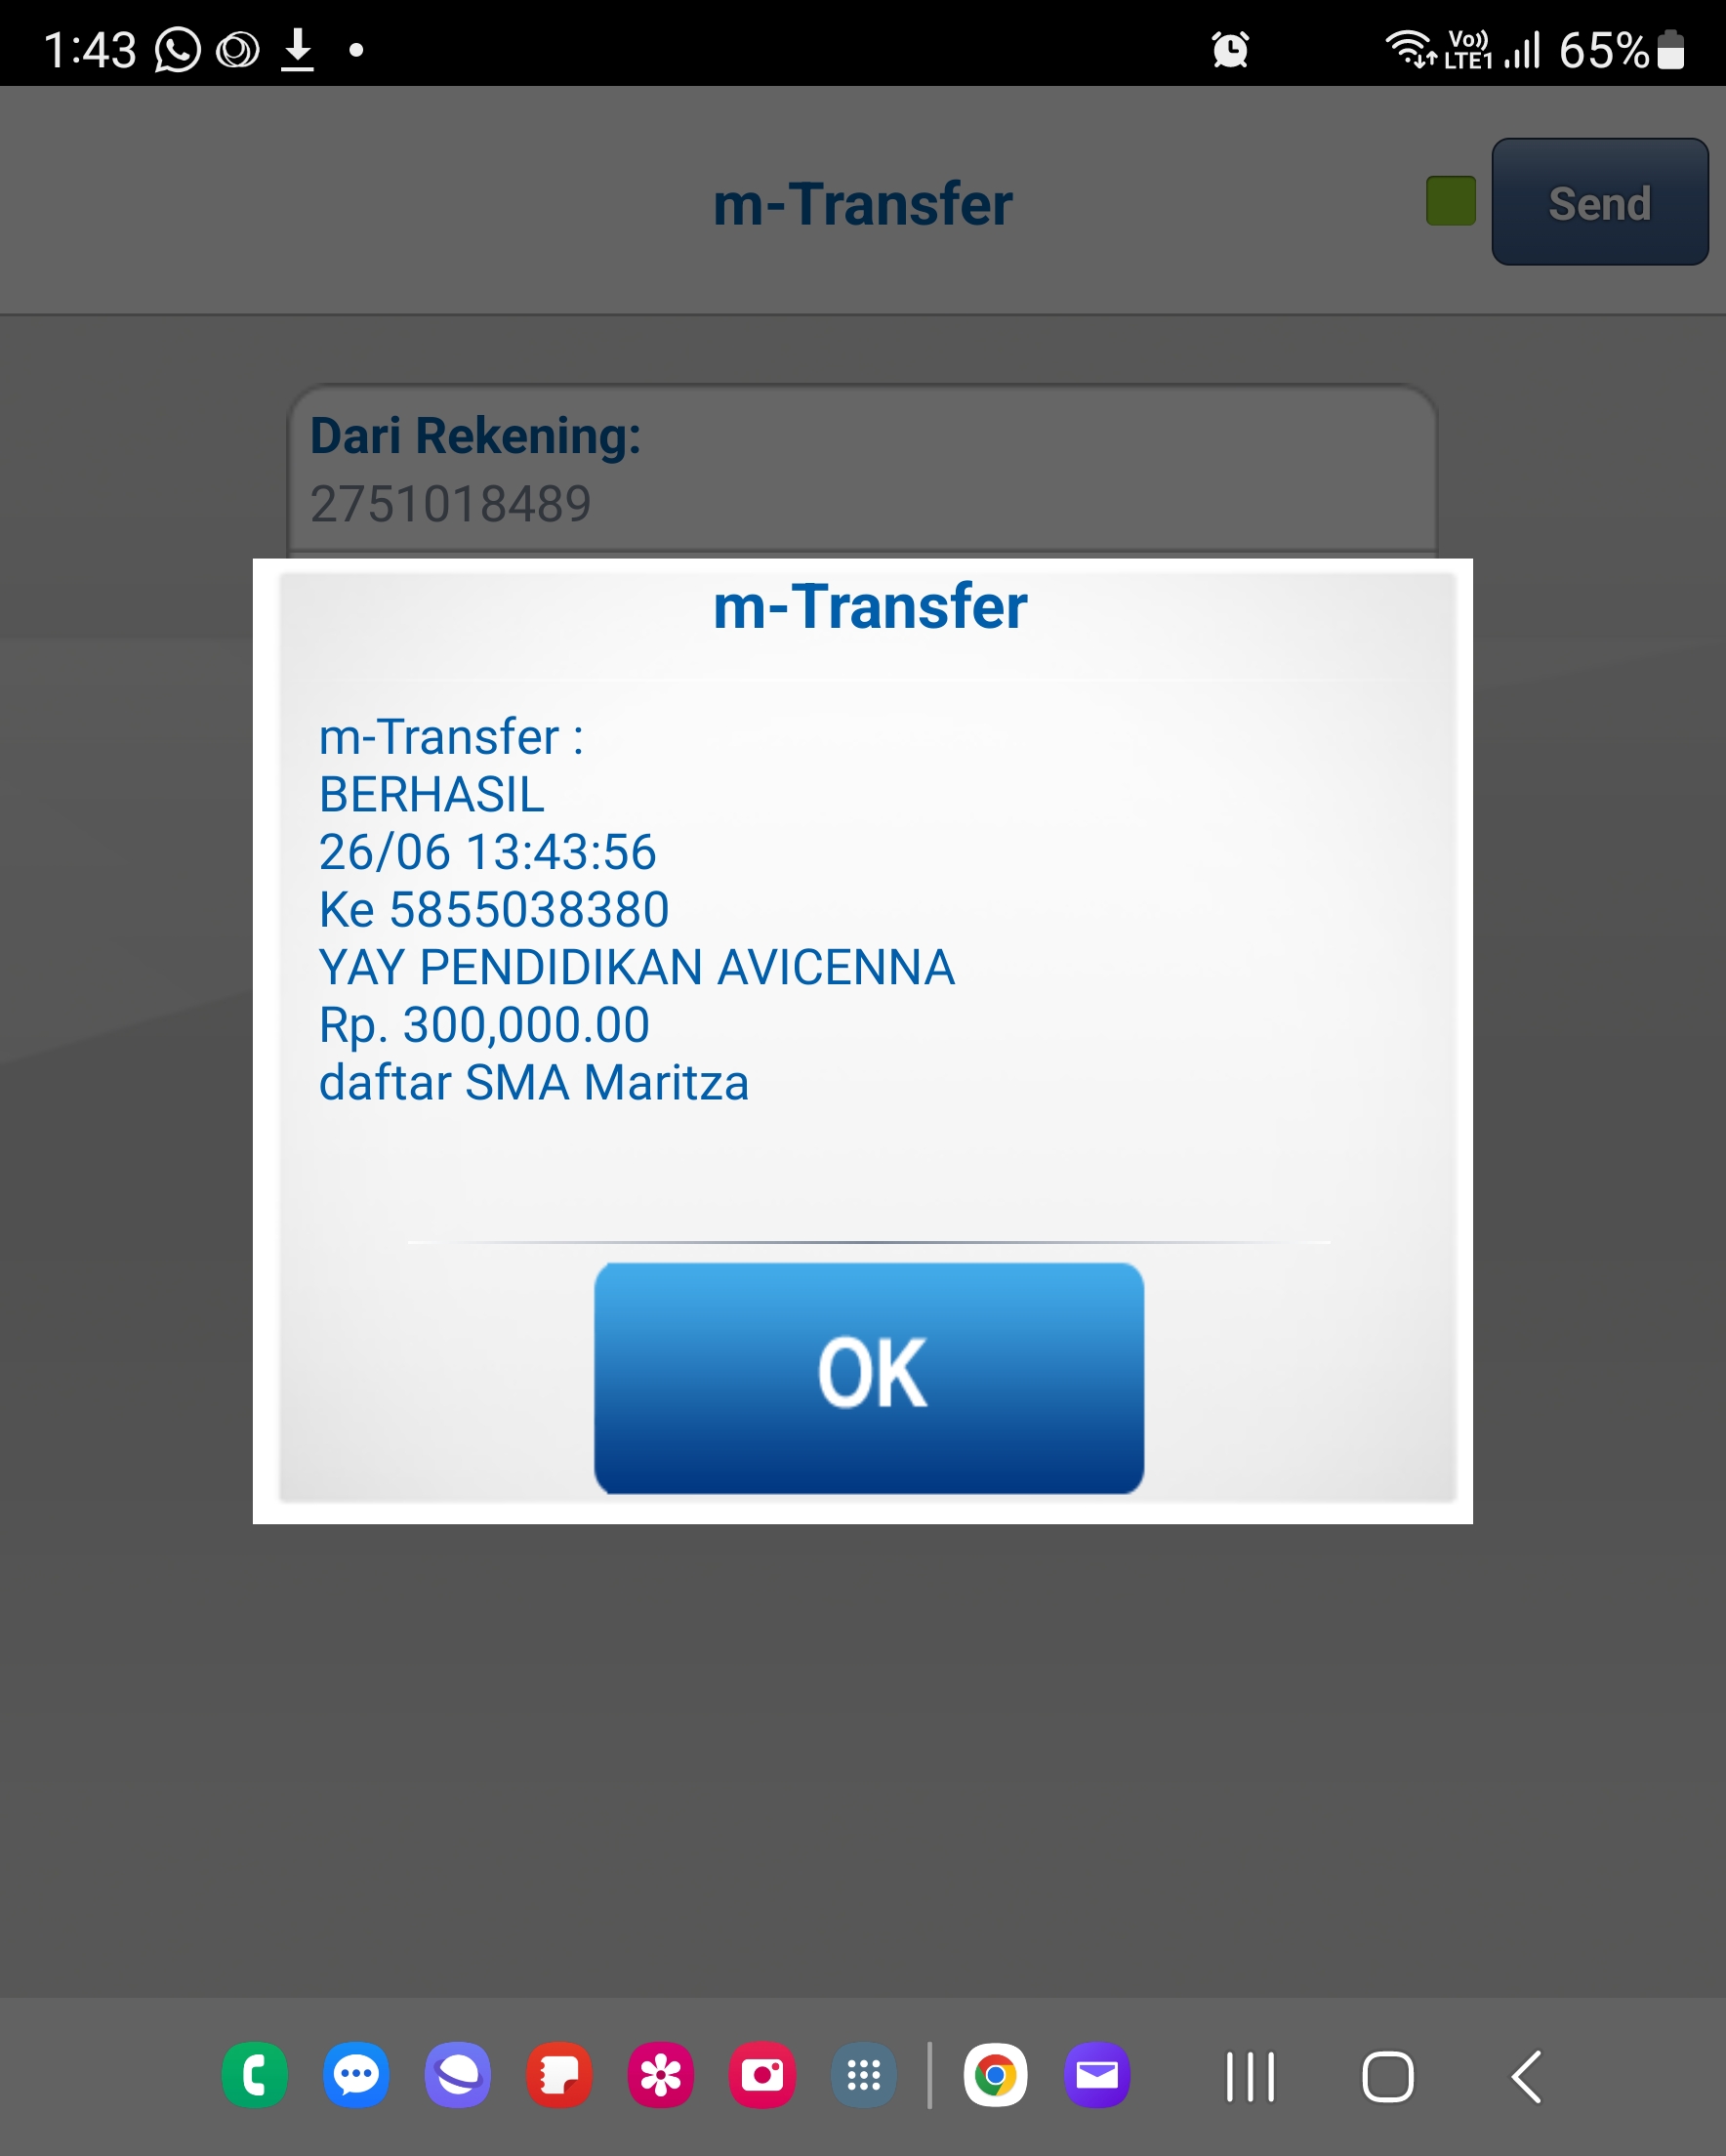 1:43
Vo)) LTE1 65%
m-Transfer
Send
Dari Rekening:
2751018489
m-Transfer
m-Transfer :
BERHASIL
26/06 13:43:56
Ke 5855038380
YAY PENDIDIKAN AVICENNA
Rp. 300,000.00
daftar SMA Maritza
OK